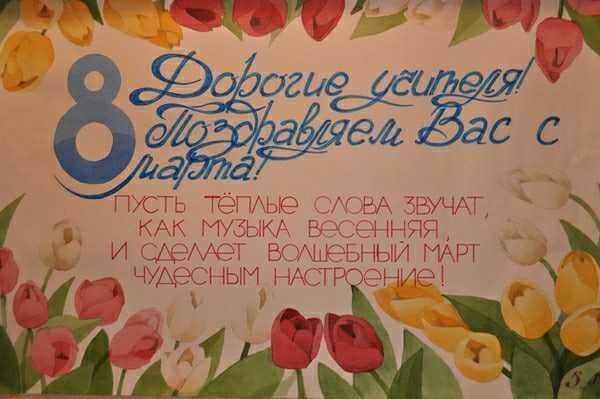 Дорогие учителя!
8 Поздравляем Вас с
марта!
ПУСТЬ ТЁПЛЫЕ СЛОВА ЗВУЧАТ,
КАК МУЗЫКА ВЕСЕННЯЯ,
И СДЕЛАЕТ ВОЛШЕБНЫЙ МАРТ
ЧУДЕСНЫМ НАСТРОЕНИЕ!